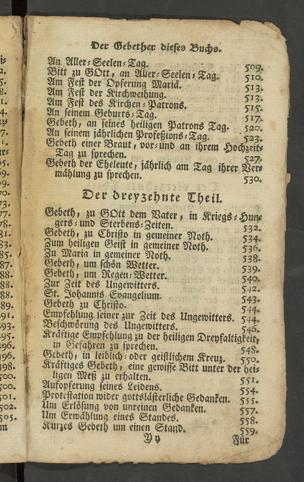 Der Gebether dieses Buchs.
An Aller-Seelen-Tag. 509.
Bitt zu GOtt, an Aller-Seelen-Tag. 510.
Am Fest der Opferung Mariä. 513.
Am Fest der Kirchweihung. 513.
Am Fest des Kirchen-Patrons. 515.
An seinem Geburts-Tag. 517.
Gebeth, an seines heiligen Patrons Tag. 520.
An seinem jährlichen Profeßions-Tag. 523.
Gebeth einer Braut, vor- und an ihrem Hochzeit-
Tag zu sprechen. 527.
Gebeth der Eheleute, jährlich am Tag ihrer Ver-
mählung zu sprechen. 530.
Der dreyzehnte Theil.
Gebeth, zu GOtt dem Vater, in Kriegs-Hun-
gers- und Sterbens-Zeiten. 532.
Gebeth, zu Christo in gemeiner Noth. 534.
Zum heiligen Geist in gemeiner Noth. 536.
Zu Maria in gemeiner Noth. 538.
Gebeth, um schön Wetter. 539.
Gebeth, um Regen-Wetter. 540.
Zur Zeit des Ungewitters. 542.
St. Johannis Evangelium. 543.
Gebeth zu Christo. 544.
Empfehlung seiner zur Zeit des Ungewitters. 544.
Beschwörung des Ungewitters. 546.
Kräftige Empfehlung zu der heiligen Dreyfaltigkeit,
in Gefahren zu sprechen. 548.
Gebeth, in leiblich- oder geistlichem Kreuz. 550.
Kräftiges Gebeth, eine gewisse Bitt unter der hei-
ligen Meß zu erhalten. 551.
Aufopferung seines Leidens. 554.
Protestation wider gottslästerliche Gedanken. 555.
Um Erlösung von unreinen Gedanken. 557.
Um Erwählung eines Standes. 558.
Kurzes Gebeth um einen Stand. 559.
Yy Für